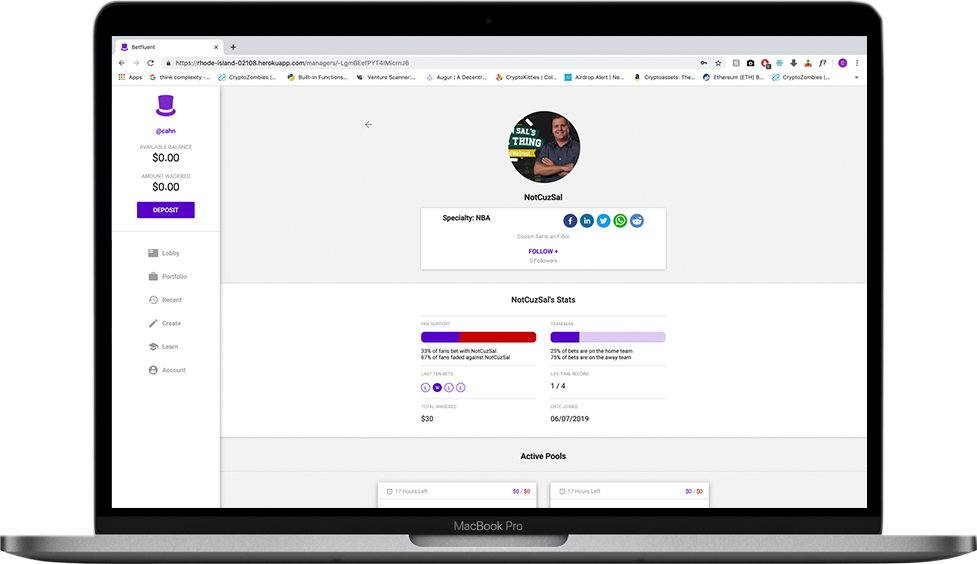 Betfluent
https://rhode-island-02108.herokuapp.com/managers/-LgmBEefPYT4lMicrnJ6
Apps
think complexity -...
CryptoZombies |...
Built-in Functions...
Venture Scanner:...
Augur | A Decentr...
CryptoKitties | Col...
Airdrop Alert | Ne...
Cryptoassets: The...
Ethereum (ETH) B...
CryptoZombies |...
»
@cahn
AVAILABLE BALANCE
$0.00
AMOUNT WAGERED
$0.00
DEPOSIT
Lobby
Portfolio
Recent
Create
Learn
Account
SAL'S
THING
NotCuzSal
Specialty: NBA
Cousin Sal is an F-Boi
FOLLOW +
0 Followers
NotCuzSal's Stats
FAN SUPPORT:
33% of fans bet with NotCuzSal
67% of fans faded against NotCuzSal
TEAM BIAS:
25% of bets are on the home team
75% of bets are on the away team
LAST TEN BETS
L W L L
LIFE TIME RECORD:
1 / 4
TOTAL WAGERED
$30
DATE JOINED:
06/07/2019
Active Pools
17 Hours Left $0 / $0
17 Hours Left $0 / $0
MacBook Pro